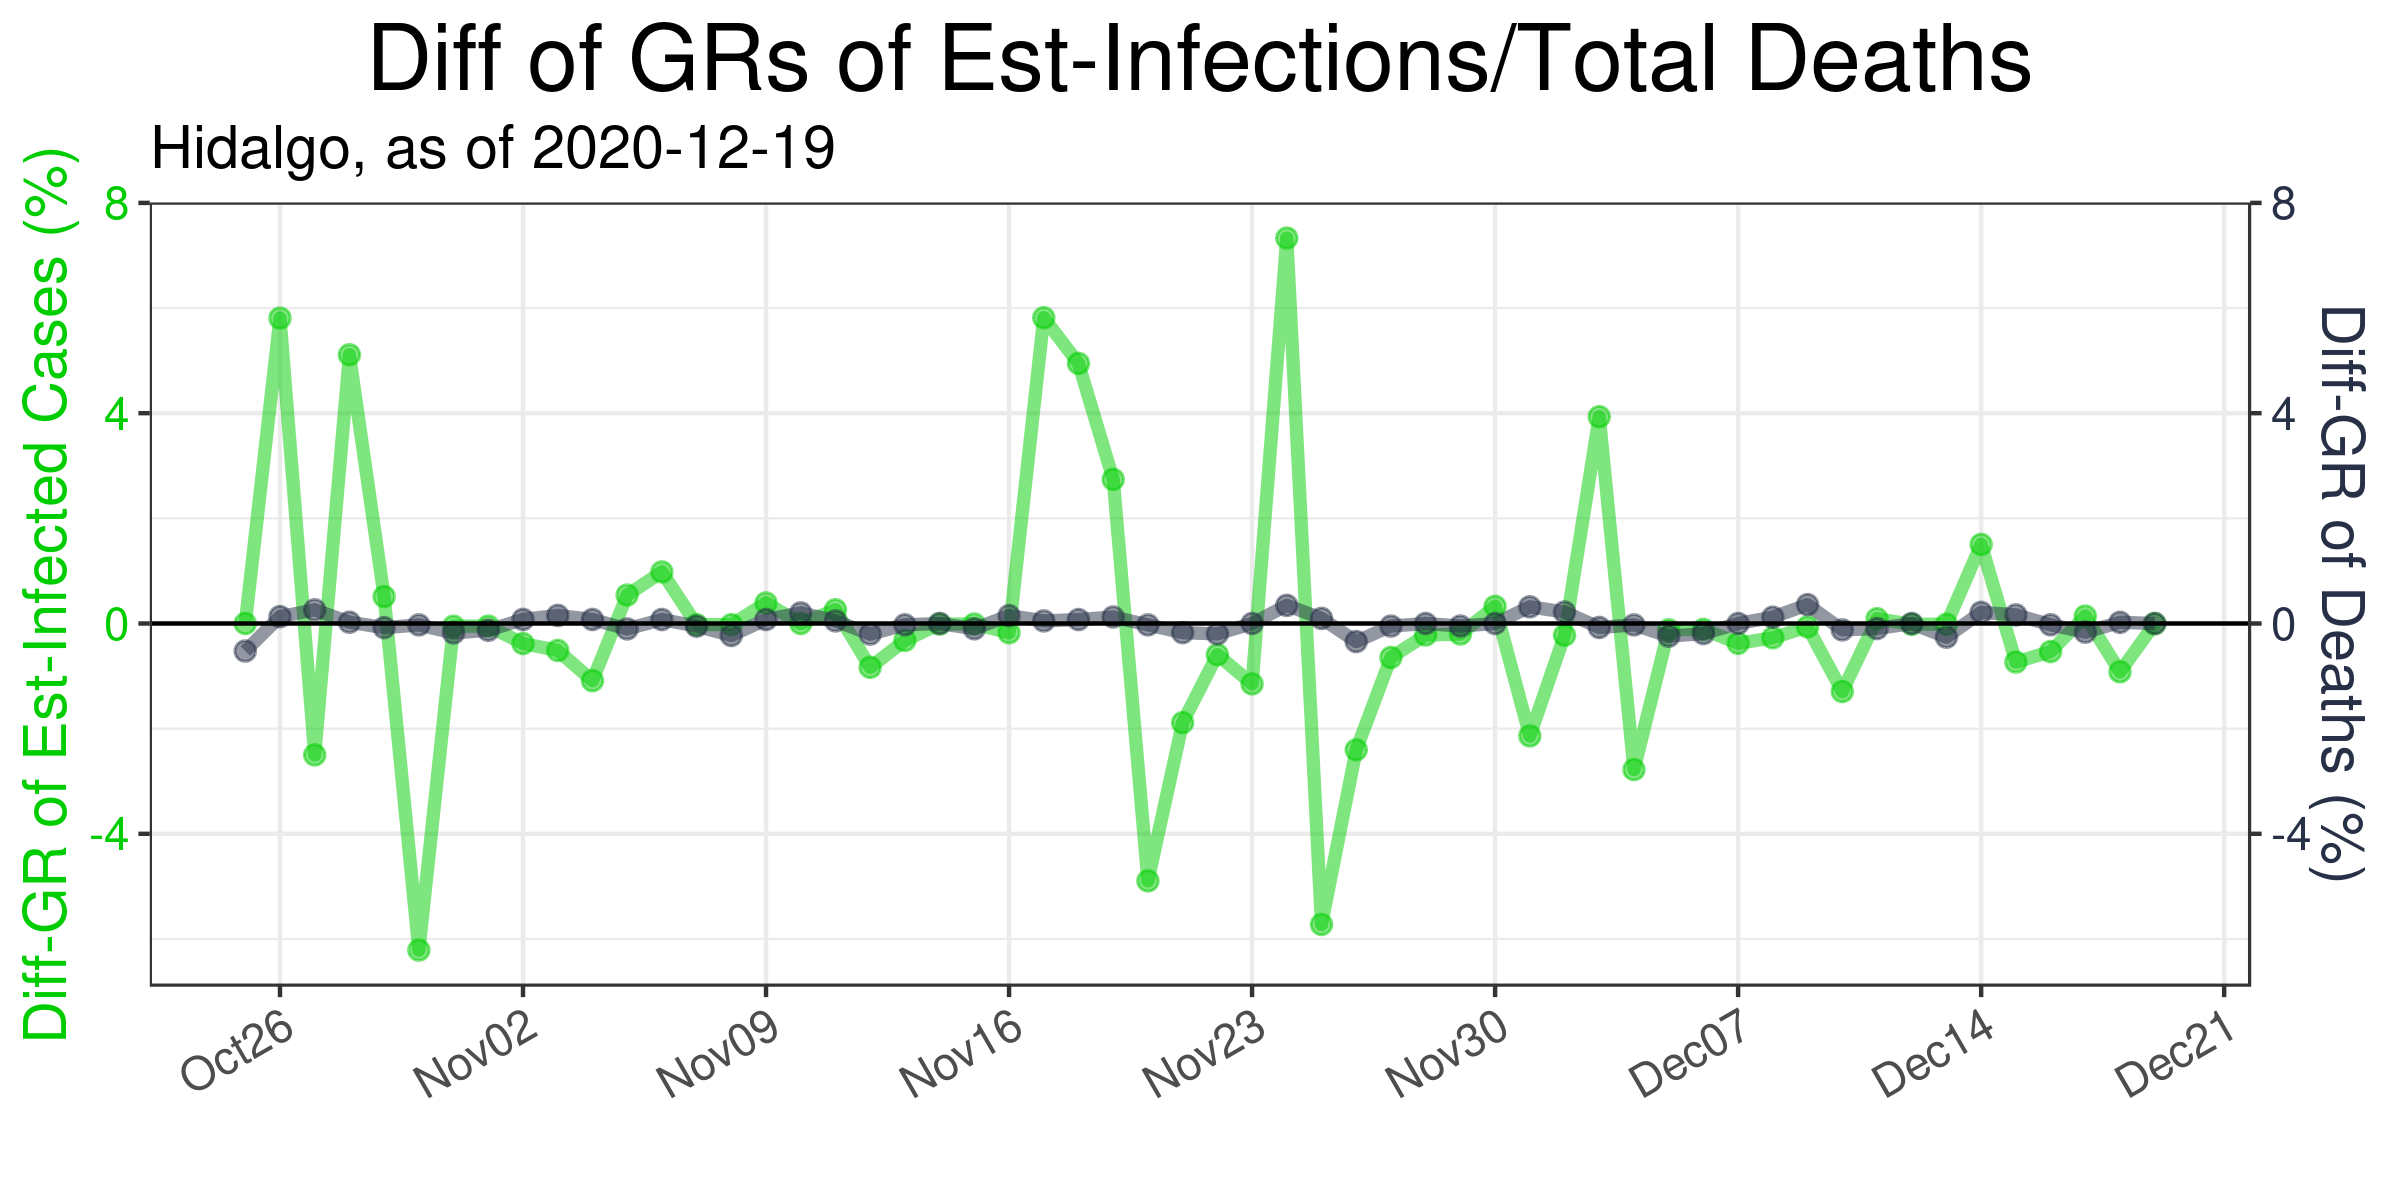 Diff of GRs of Est-Infections/Total Deaths
Hidalgo, as of 2020-12-19
Diff-GR of Est-Infected Cases (%)
8
4
0
-4
8
4
0
-4
Diff-GR of Deaths (%)
Oct26
Nov02
Nov09
Nov16
Nov23
Nov30
Dec07
Dec14
Dec21